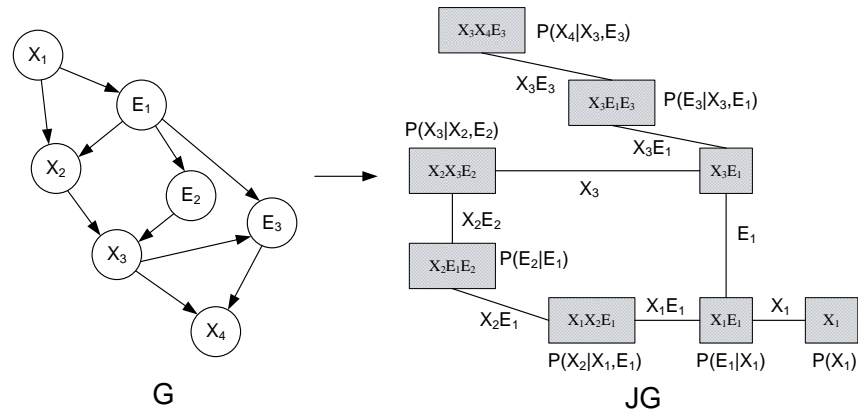 X₁
E₁
X₂
E₂
E₃
X₃
X₄
G
X₃X₄E₃
P(X₄|X₃,E₃)
X₃E₃
X₃E₁E₃
P(E₃|X₃,E₁)
X₃E₁
P(X₃|X₂,E₂)
X₂X₃E₂
X₃
X₃E₁
X₂E₂
E₁
X₂E₁E₂
P(E₂|E₁)
X₂E₁
X₁X₂E₁
X₁E₁
X₁E₁
X₁
X₁
P(X₂|X₁,E₁)
P(E₁|X₁)
P(X₁)
JG